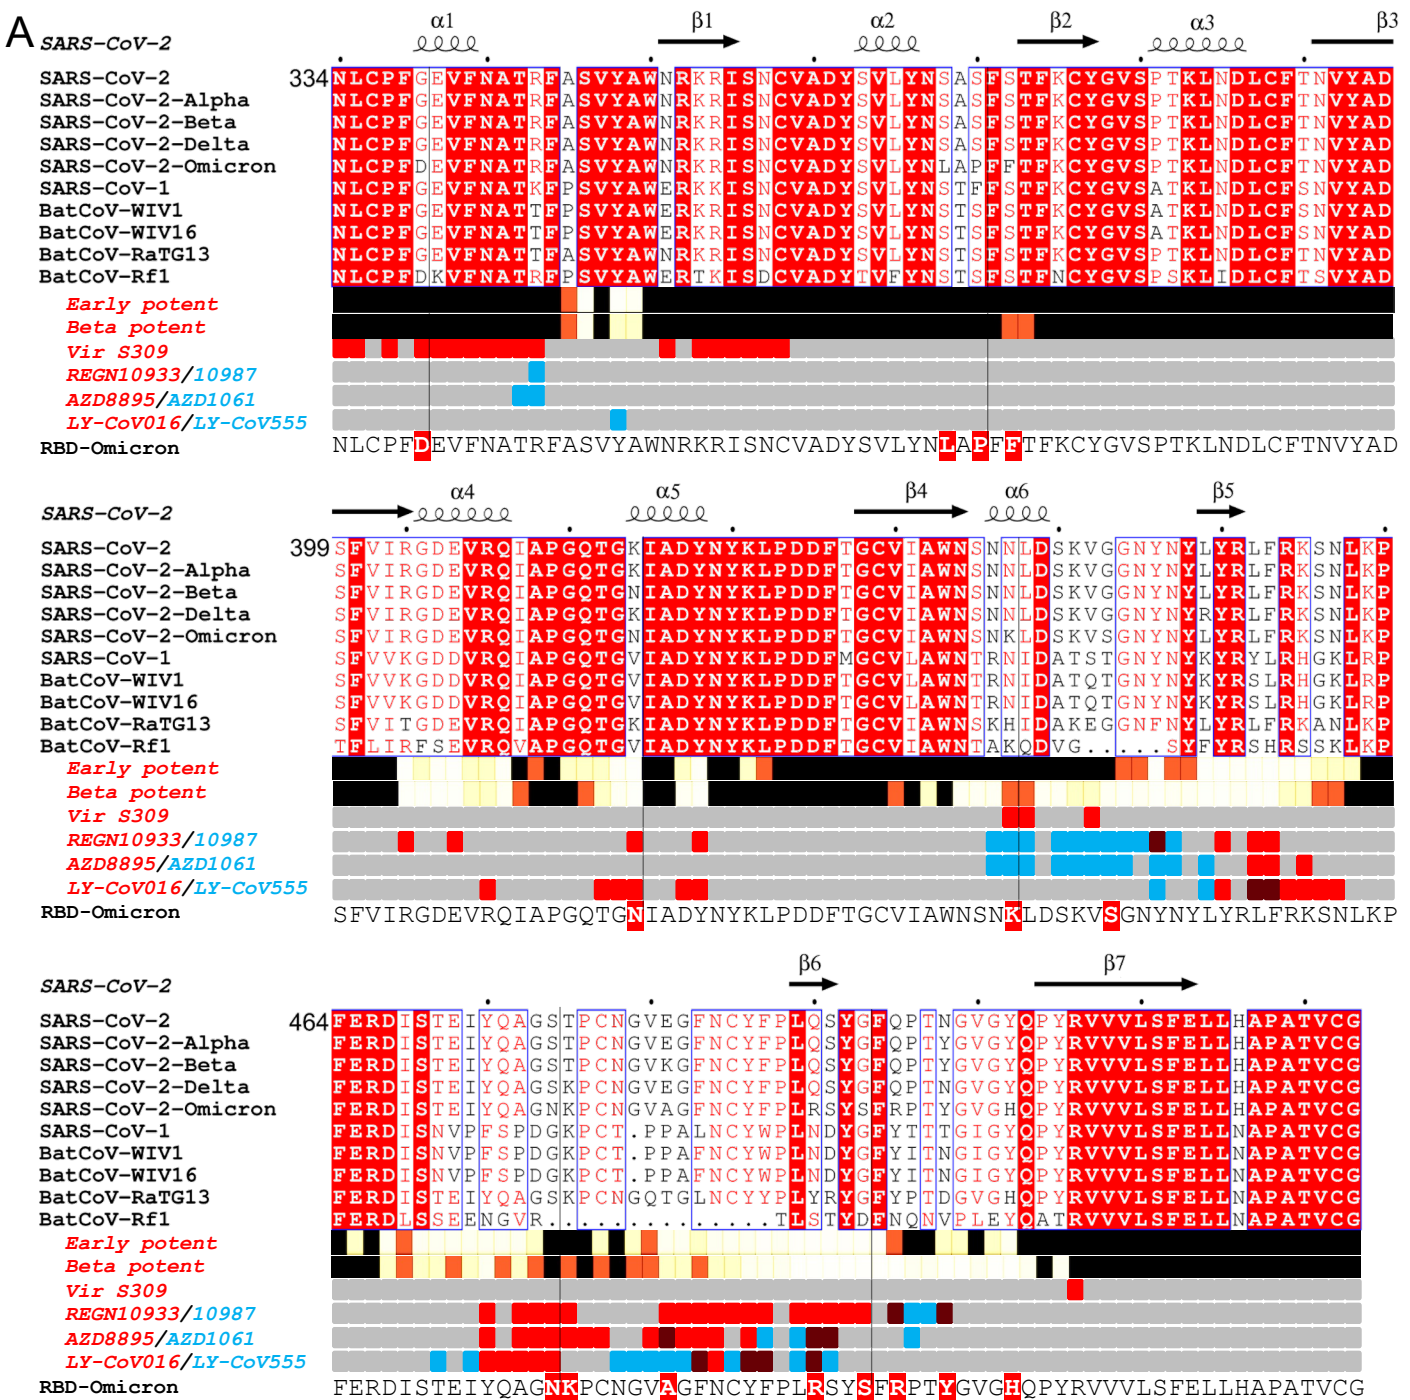 A
α1 β1 α2 β2 α3 β3
SARS-CoV-2
SARS-CoV-2 334 NLCPFGEVFNATRFASVYAWNRKRISNCVADYSVLYNSASFSTFKCYGVSPTKLNDLCFTNVYAD
SARS-CoV-2-Alpha NLCPFGEVFNATRFASVYAWNRKRISNCVADYSVLYNSASFSTFKCYGVSPTKLNDLCFTNVYAD
SARS-CoV-2-Beta NLCPFGEVFNATRFASVYAWNRKRISNCVADYSVLYNSASFSTFKCYGVSPTKLNDLCFTNVYAD
SARS-CoV-2-Delta NLCPFGEVFNATRFASVYAWNRKRISNCVADYSVLYNSASFSTFKCYGVSPTKLNDLCFTNVYAD
SARS-CoV-2-Omicron NLCPFDEVFNATRFASVYAWNRKRISNCVADYSVLYNLAPFFTFKCYGVSPTKLNDLCFTNVYAD
SARS-CoV-1 NLCPFGEVFNATKFPSVYAWERKKISNCVADYSVLYNSTFFSTFKCYGVSATKLNDLCFSNVYAD
BatCoV-WIV1 NLCPFGEVFNATTFPSVYAWERKRISNCVADYSVLYNSTSFSTFKCYGVSATKLNDLCFSNVYAD
BatCoV-WIV16 NLCPFGEVFNATTFPSVYAWERKRISNCVADYSVLYNSTSFSTFKCYGVSATKLNDLCFSNVYAD
BatCoV-RaTG13 NLCPFGEVFNATTFASVYAWNRKRISNCVADYSVLYNSTSFSTFKCYGVSPTKLNDLCFTNVYAD
BatCoV-Rf1 NLCPFDKVFNATRFPSVYAWERTKISDCVADYTVFYNSTSFSTFNCYGVSPSKLIDLCFTSVYAD
Early potent
Beta potent
Vir S309
REGN10933/10987
AZD8895/AZD1061
LY-CoV016/LY-CoV555
RBD-Omicron NLCPFDEVFNATRFASVYAWNRKRISNCVADYSVLYNLAPFFTFKCYGVSPTKLNDLCFTNVYAD
α4 α5 β4 α6 β5
SARS-CoV-2
SARS-CoV-2 399 SFVIRGDEVRQIAPGQTGKIADYNYKLPDDFTGCVIAWNSNNLDSKVGGNYNYLYRLFRKSNLKP
SARS-CoV-2-Alpha SFVIRGDEVRQIAPGQTGKIADYNYKLPDDFTGCVIAWNSNNLDSKVGGNYNYLYRLFRKSNLKP
SARS-CoV-2-Beta SFVIRGDEVRQIAPGQTGNIADYNYKLPDDFTGCVIAWNSNNLDSKVGGNYNYLYRLFRKSNLKP
SARS-CoV-2-Delta SFVIRGDEVRQIAPGQTGKIADYNYKLPDDFTGCVIAWNSNNLDSKVGGNYNYRYRLFRKSNLKP
SARS-CoV-2-Omicron SFVIRGDEVRQIAPGQTGNIADYNYKLPDDFTGCVIAWNSNKLDSKVSGNYNYLYRLFRKSNLKP
SARS-CoV-1 SFVVKGDDVRQIAPGQTGVIADYNYKLPDDFMGCVLAWNTRNIDATSTGNYNYKYRYLRHGKLRP
BatCoV-WIV1 SFVVKGDDVRQIAPGQTGVIADYNYKLPDDFTGCVLAWNTRNIDATQTGNYNYKYRSLRHGKLRP
BatCoV-WIV16 SFVVKGDDVRQIAPGQTGVIADYNYKLPDDFTGCVLAWNTRNIDATQTGNYNYKYRSLRHGKLRP
BatCoV-RaTG13 SFVITGDEVRQIAPGQTGKIADYNYKLPDDFTGCVIAWNSKHIDAKEGGNFNYLYRLFRKANLKP
BatCoV-Rf1 TFLIRFSEVRQVAPGQTGVIADYNYKLPDDFTGCVIAWNTAKQDVG.....SYFYRSHRSSKLKP
Early potent
Beta potent
Vir S309
REGN10933/10987
AZD8895/AZD1061
LY-CoV016/LY-CoV555
RBD-Omicron SFVIRGDEVRQIAPGQTGNIADYNYKLPDDFTGCVIAWNSNKLDSKVSGNYNYLYRLFRKSNLKP
β6 β7
SARS-CoV-2
SARS-CoV-2 464 FERDISTEIYQAGSTPCNGVEGFNCYFPLQSYGFQPTNGVGYQPYRVVVLSFELLHAPATVCG
SARS-CoV-2-Alpha FERDISTEIYQAGSTPCNGVEGFNCYFPLQSYGFQPTYGVGYQPYRVVVLSFELLHAPATVCG
SARS-CoV-2-Beta FERDISTEIYQAGSTPCNGVKGFNCYFPLQSYGFQPTYGVGYQPYRVVVLSFELLHAPATVCG
SARS-CoV-2-Delta FERDISTEIYQAGSKPCNGVEGFNCYFPLQSYGFQPTNGVGYQPYRVVVLSFELLHAPATVCG
SARS-CoV-2-Omicron FERDISTEIYQAGNKPCNGVAGFNCYFPLRSYSFRPTYGVGHQPYRVVVLSFELLHAPATVCG
SARS-CoV-1 FERDISNVPFSPDGKPCT.PPALNCYWPLNDYGFYTTTGIGYQPYRVVVLSFELLNAPATVCG
BatCoV-WIV1 FERDISNVPFSPDGKPCT.PPAFNCYWPLNDYGFYITNGIGYQPYRVVVLSFELLNAPATVCG
BatCoV-WIV16 FERDISNVPFSPDGKPCT.PPAFNCYWPLNDYGFYITNGIGYQPYRVVVLSFELLNAPATVCG
BatCoV-RaTG13 FERDISTEIYQAGSKPCNGQTGLNCYYPLYRYGFYPTDGVGHQPYRVVVLSFELLNAPATVCG
BatCoV-Rf1 FERDLSSEENGVR..............TLSTYDFNQNVPLEYQATRVVVLSFELLNAPATVCG
Early potent
Beta potent
Vir S309
REGN10933/10987
AZD8895/AZD1061
LY-CoV016/LY-CoV555
RBD-Omicron FERDISTEIYQAGNKPCNGVAGFNCYFPLRSYSFRPTYGVGHQPYRVVVLSFELLHAPATVCG